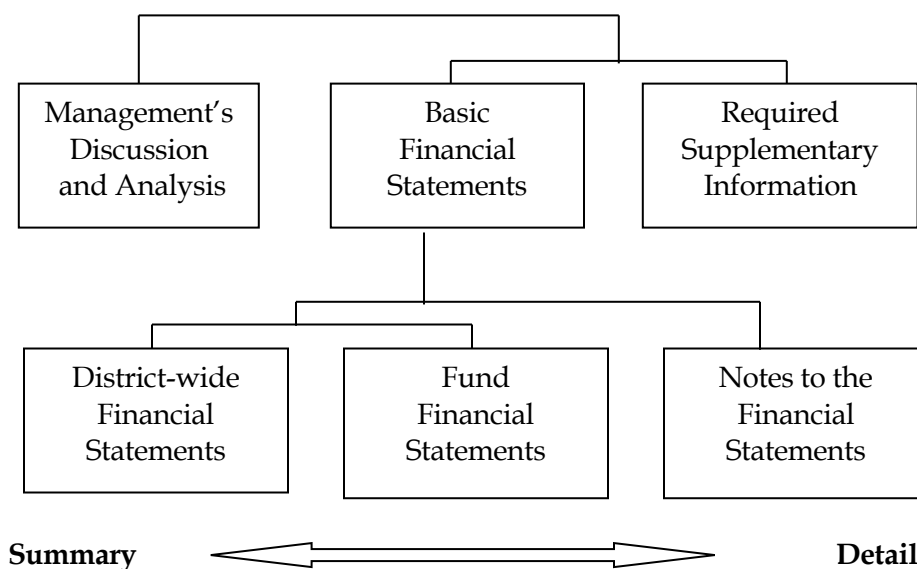 Management’s
Discussion
and Analysis
Basic
Financial
Statements
Required
Supplementary
Information
District-wide
Financial
Statements
Fund
Financial
Statements
Notes to the
Financial
Statements
Summary
Detail